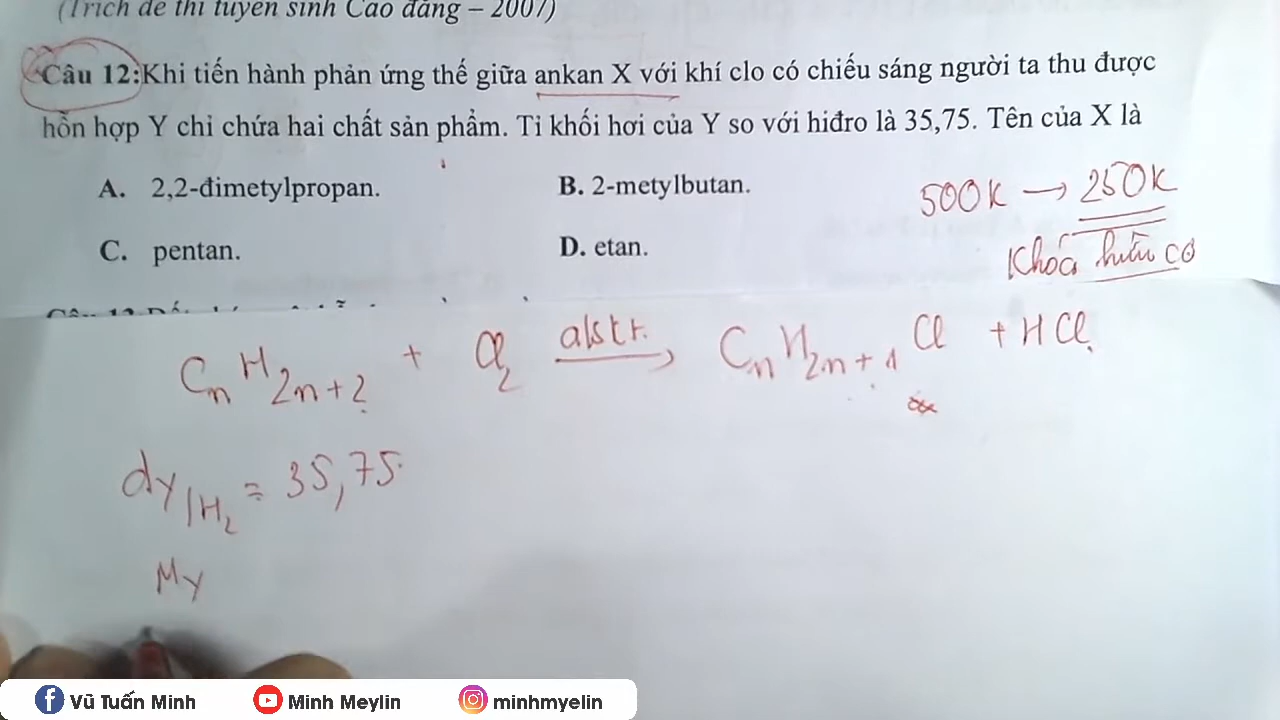 (Trích đề thi tuyển sinh Cao đẳng – 2007)
Câu 12: Khi tiến hành phản ứng thế giữa ankan X với khí clo có chiếu sáng người ta thu được
hỗn hợp Y chỉ chứa hai chất sản phẩm. Tỉ khối hơi của Y so với hiđro là 35,75. Tên của X là
A. 2,2-đimetylpropan. B. 2-metylbutan.
C. pentan. D. etan.
500K → 250K
Khoá hữu cơ
CnH2n+2 + Cl2 askt. → CnH2n+1Cl + HCl
dY/H2 = 35,75
MY
Vũ Tuấn Minh Minh Meylin minhmyelin